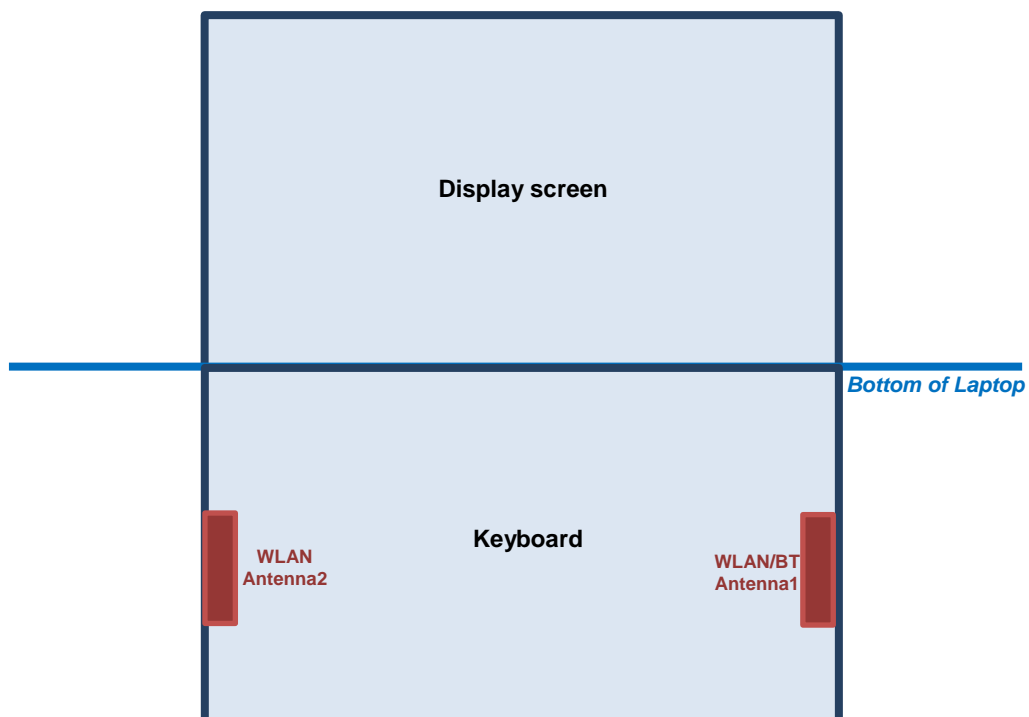 Display screen
Bottom of Laptop
Keyboard
WLAN
Antenna2
WLAN/BT
Antenna1